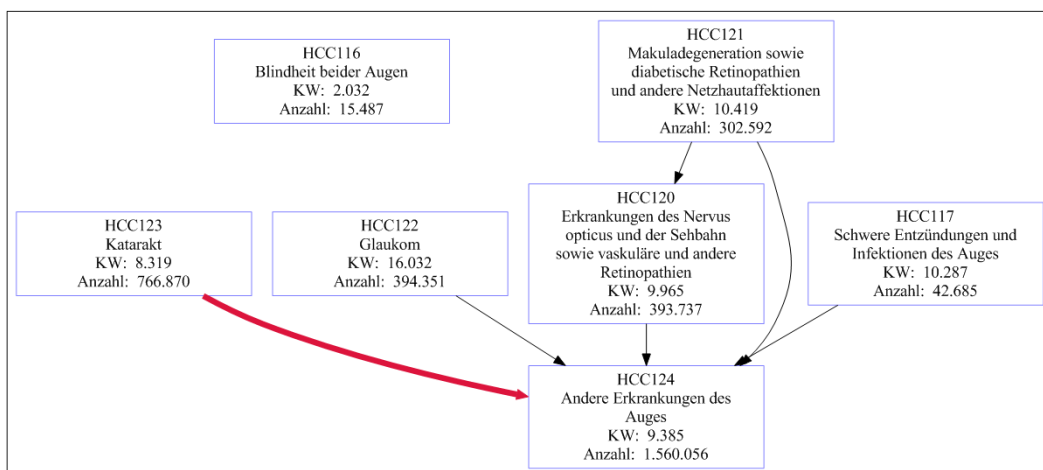 HCC116
Blindheit beider Augen
KW: 2.032
Anzahl: 15.487
HCC121
Makuladegeneration sowie
diabetische Retinopathien
und andere Netzhautaffektionen
KW: 10.419
Anzahl: 302.592
HCC123
Katarakt
KW: 8.319
Anzahl: 766.870
HCC122
Glaukom
KW: 16.032
Anzahl: 394.351
HCC120
Erkrankungen des Nervus
opticus und der Sehbahn
sowie vaskuläre und andere
Retinopathien
KW: 9.965
Anzahl: 393.737
HCC117
Schwere Entzündungen und
Infektionen des Auges
KW: 10.287
Anzahl: 42.685
HCC124
Andere Erkrankungen des
Auges
KW: 9.385
Anzahl: 1.560.056